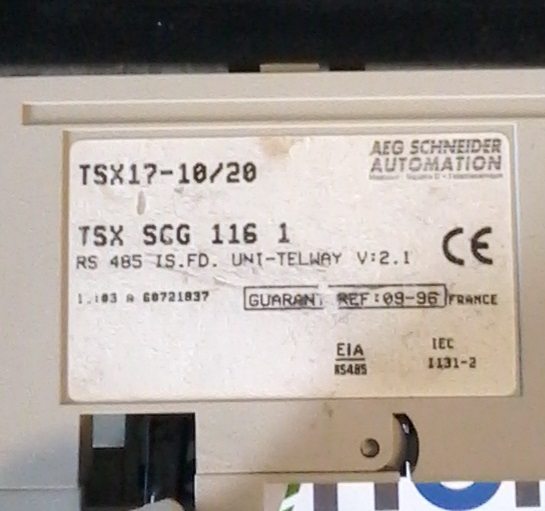 TSX17-10/20
AEG SCHNEIDER
AUTOMATION
TSX SCG 116 1
CE
RS 485 IS.FD. UNI-TELWAY V:2.1
GUARANT REF:09-96 FRANCE
EIA
RS485
IEC
1131-2